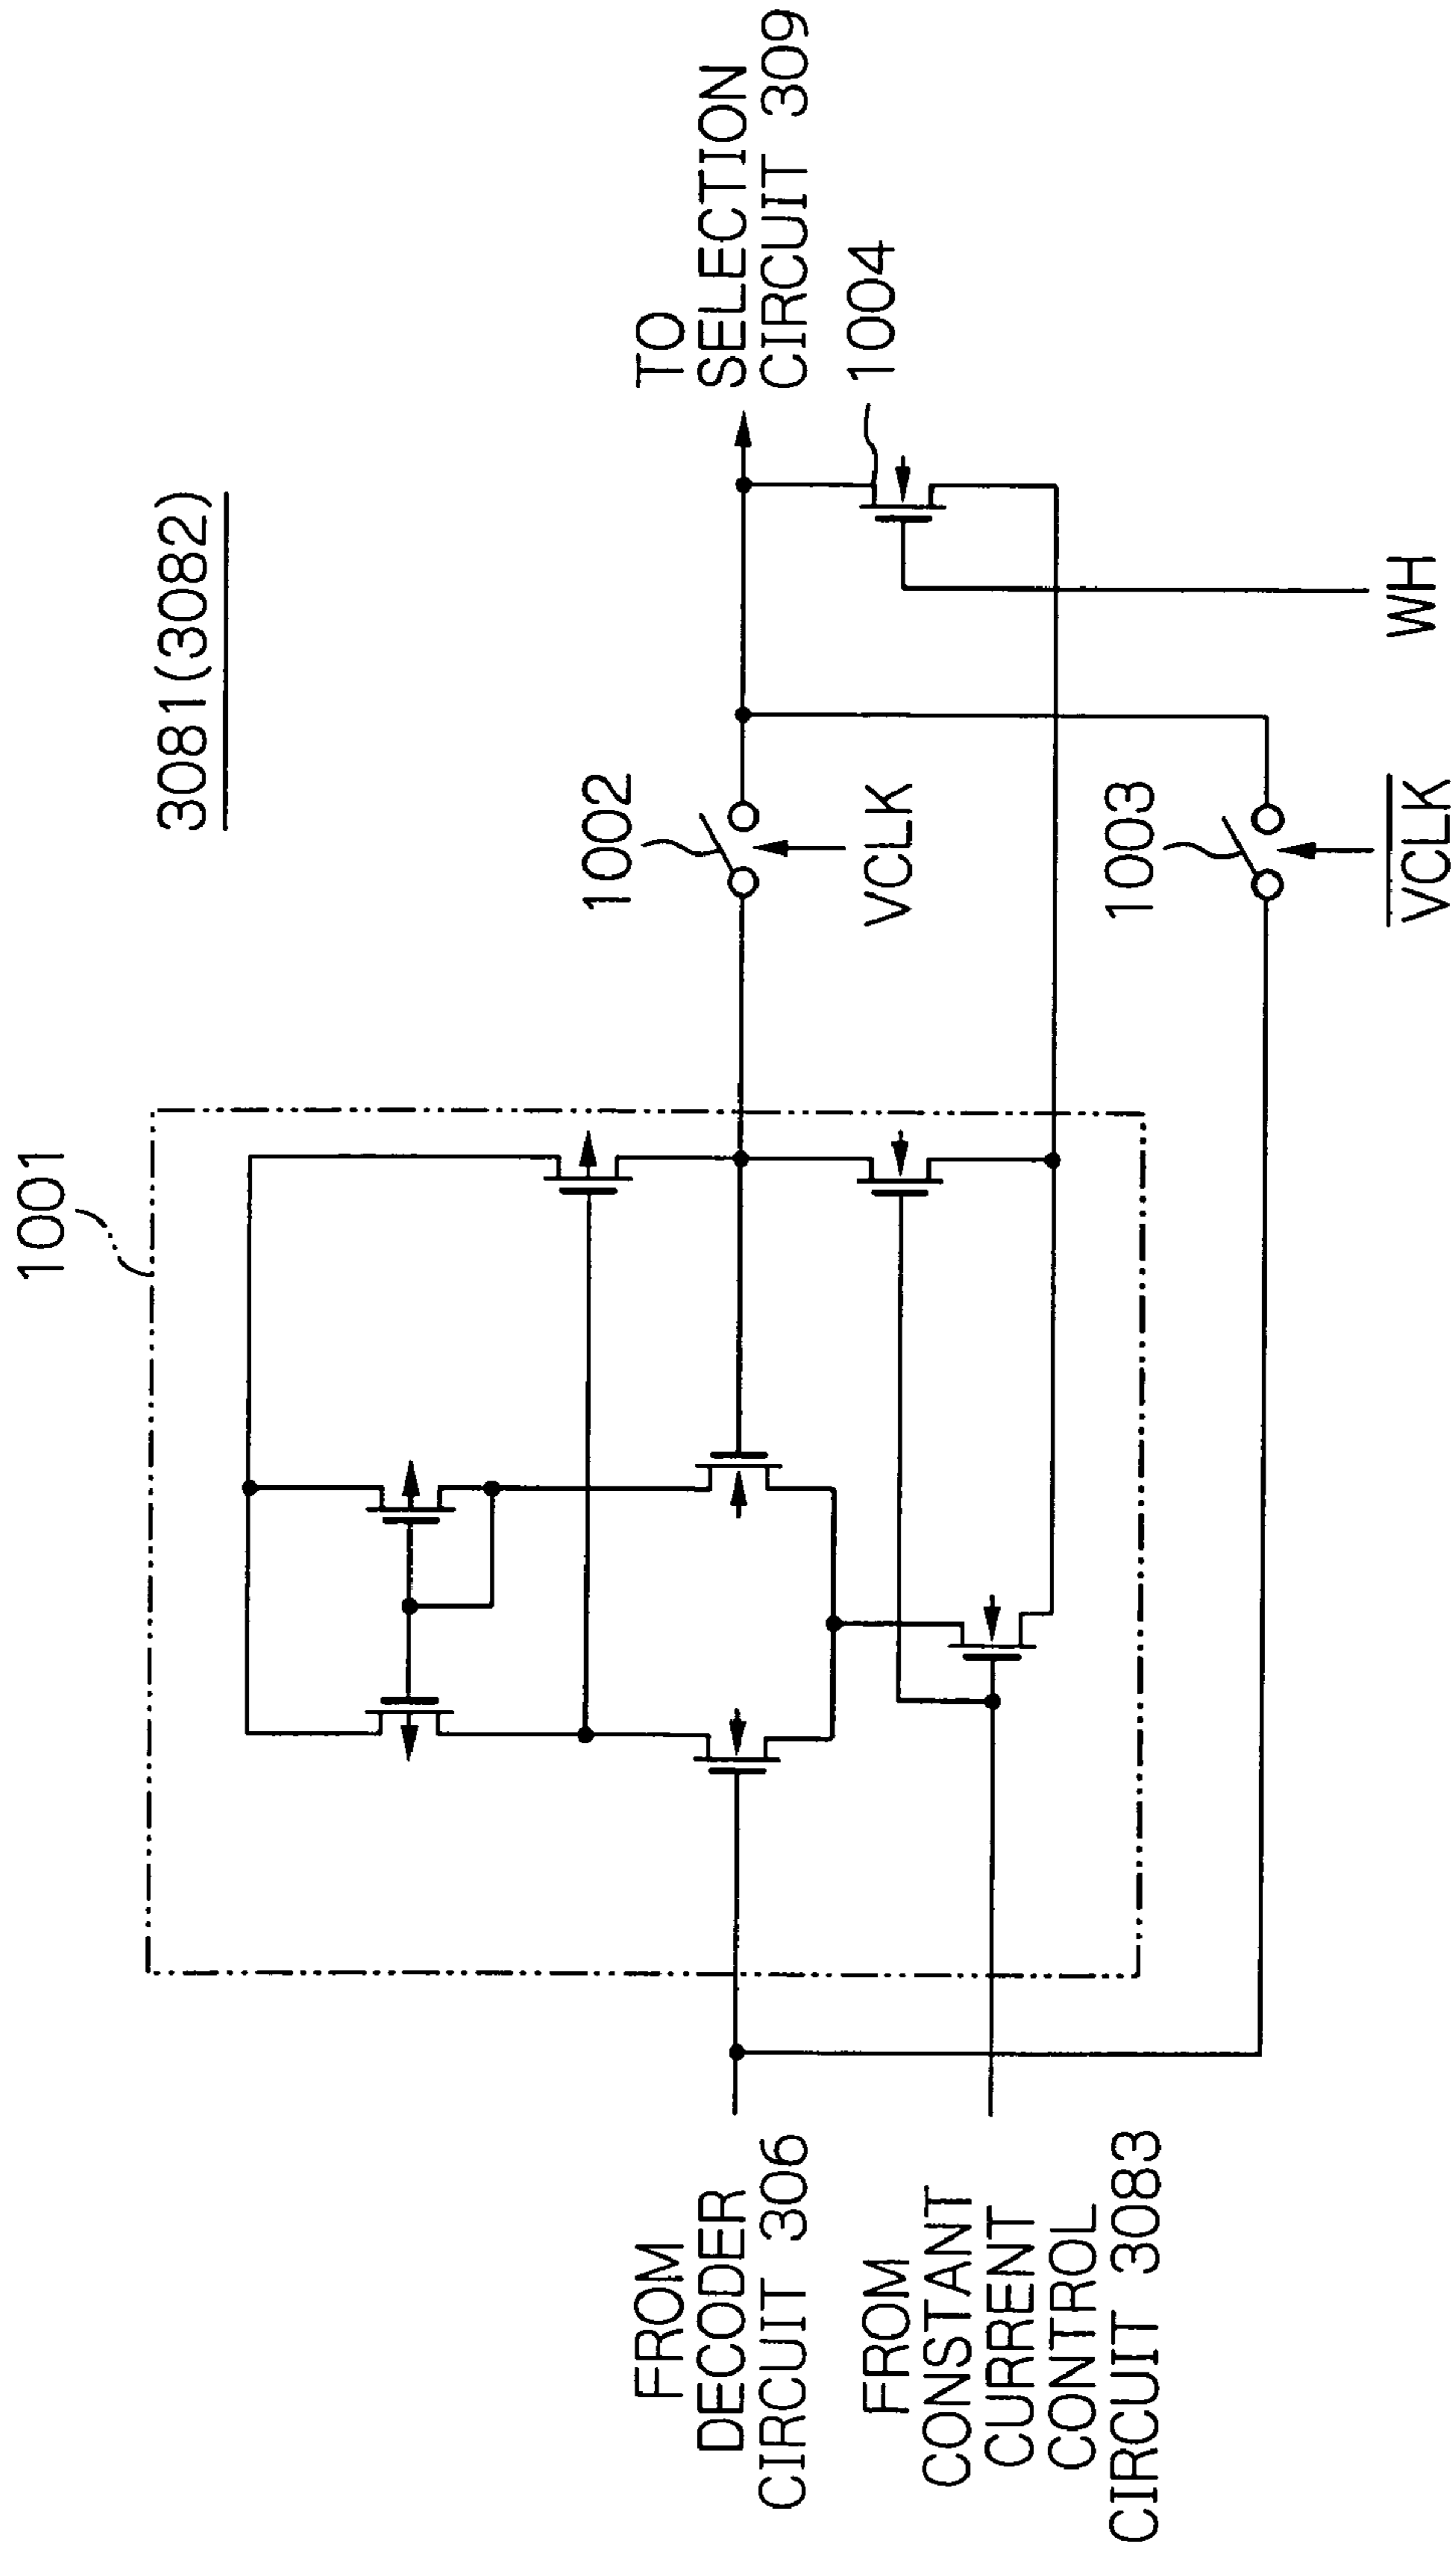 3081(3082)
1001
TO
SELECTION
CIRCUIT 309
1002
1004
VCLK
FROM
DECODER
CIRCUIT 306
FROM
CONSTANT
CURRENT
CONTROL
CIRCUIT 3083
1003
V̅C̅L̅K̅
WH